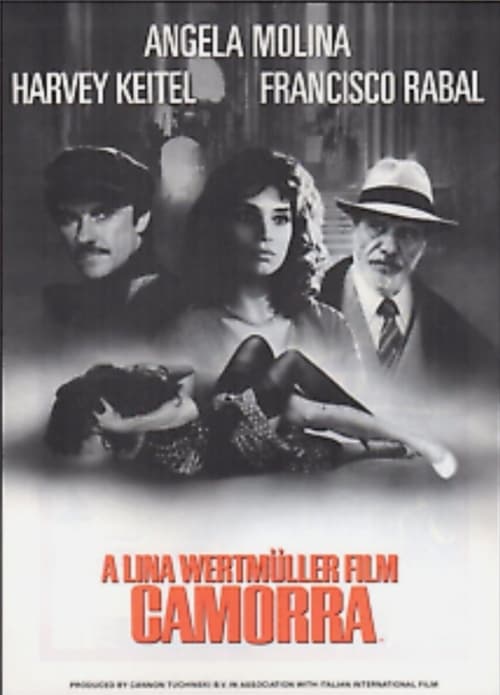 ANGELA MOLINA
HARVEY KEITEL FRANCISCO RABAL
A LINA WERTMÜLLER FILM
CAMORRA
PRODUCED BY CANNON TUCHINSKI B.V. IN ASSOCIATION WITH ITALIAN INTERNATIONAL FILM